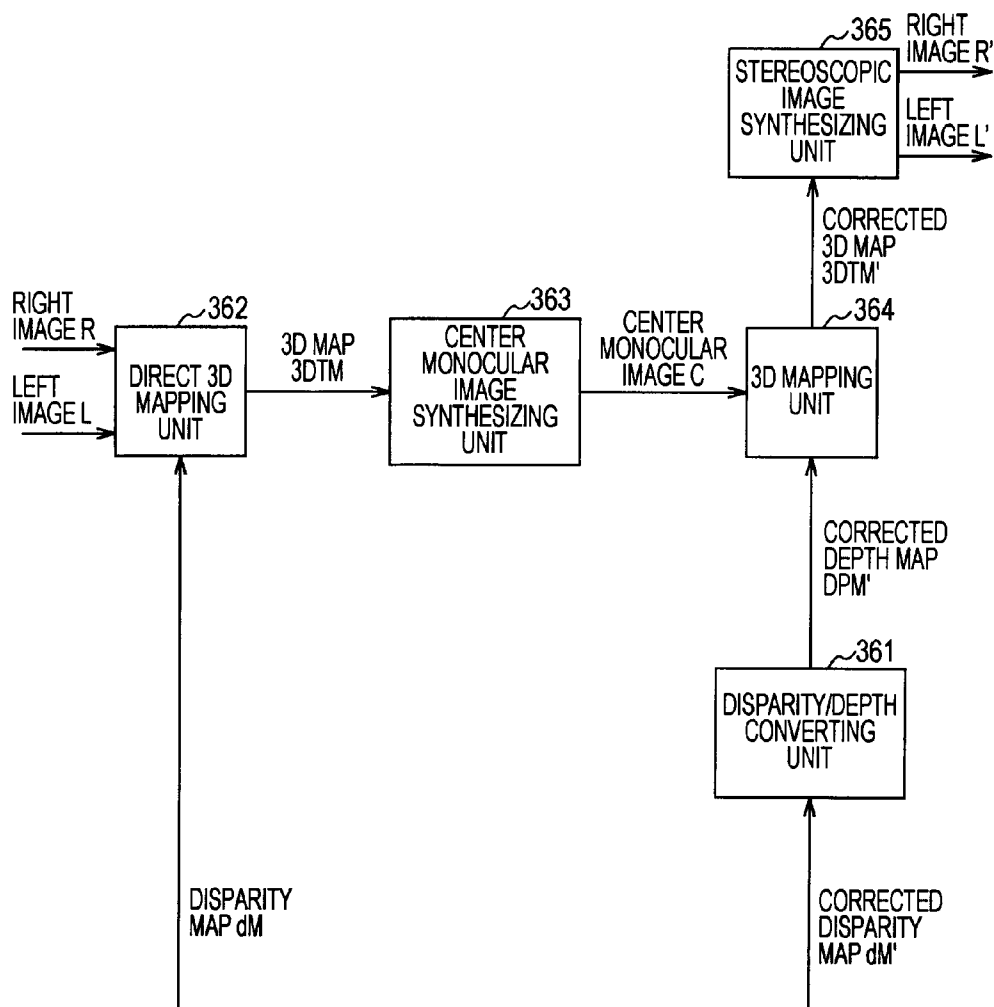 365
RIGHT
IMAGE R'
STEREOSCOPIC
IMAGE
SYNTHESIZING
UNIT
LEFT
IMAGE L'
CORRECTED
3D MAP
3DTM'
RIGHT
IMAGE R
LEFT
IMAGE L
362
DIRECT 3D
MAPPING
UNIT
3D MAP
3DTM
363
CENTER
MONOCULAR
IMAGE
SYNTHESIZING
UNIT
CENTER
MONOCULAR
IMAGE C
364
3D MAPPING
UNIT
CORRECTED
DEPTH MAP
DPM'
361
DISPARITY/DEPTH
CONVERTING
UNIT
DISPARITY
MAP dM
CORRECTED
DISPARITY
MAP dM'